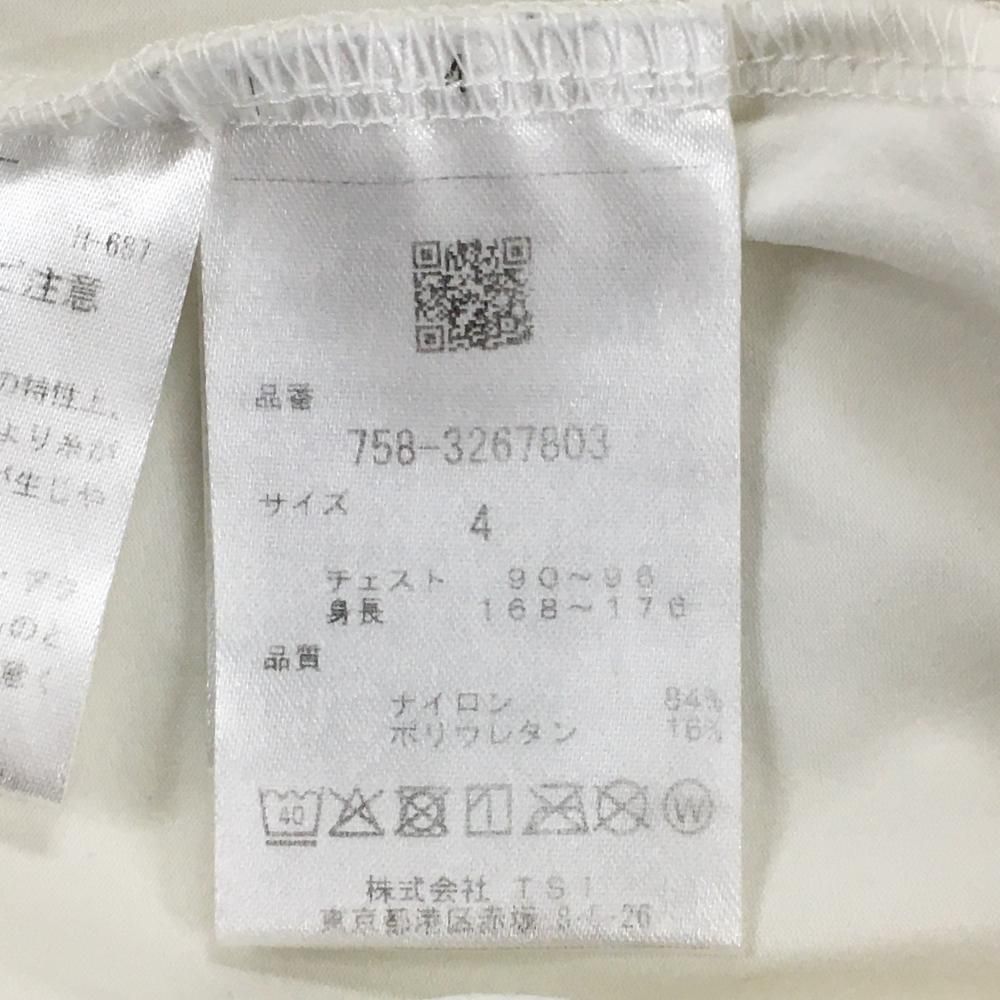 4
H-687
ご注意
の特性上、
より糸が
が生じや
のと
品番
758-3267803
サイズ
4
チェスト 90~96
身長 168~176
品質
ナイロン 84%
ポリウレタン 16%
40
W
株式会社 TSI
東京都港区赤坂 8-5-26